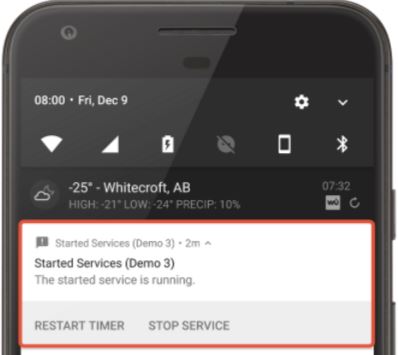 08:00 • Fri, Dec 9
-25° - Whitecroft, AB
07:32
HIGH: -21° LOW: -24° PRECIP: 10%
wu
Started Services (Demo 3) • 2m
Started Services (Demo 3)
The started service is running.
RESTART TIMER STOP SERVICE